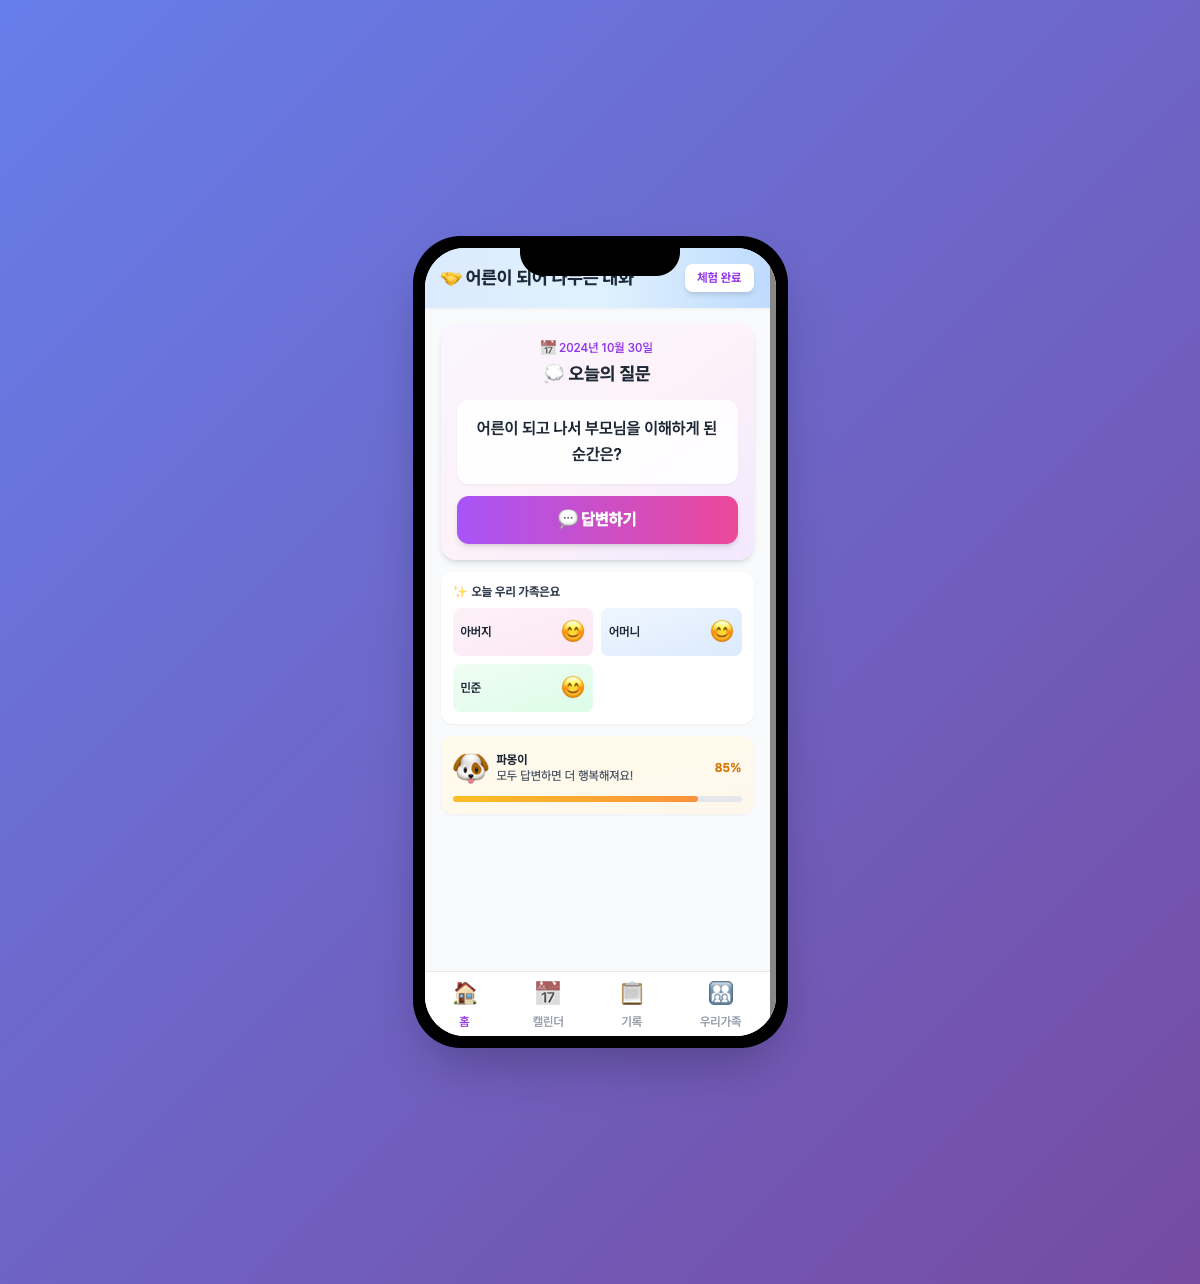 🤝 어른이 되어 나누는 대화
체험 완료
📅 2024년 10월 30일
💭 오늘의 질문
어른이 되고 나서 부모님을 이해하게 된
순간은?
💬 답변하기
✨ 오늘 우리 가족은요
아버지
어머니
민준
파몽이
모두 답변하면 더 행복해져요!
85%
홈
캘린더
기록
우리가족